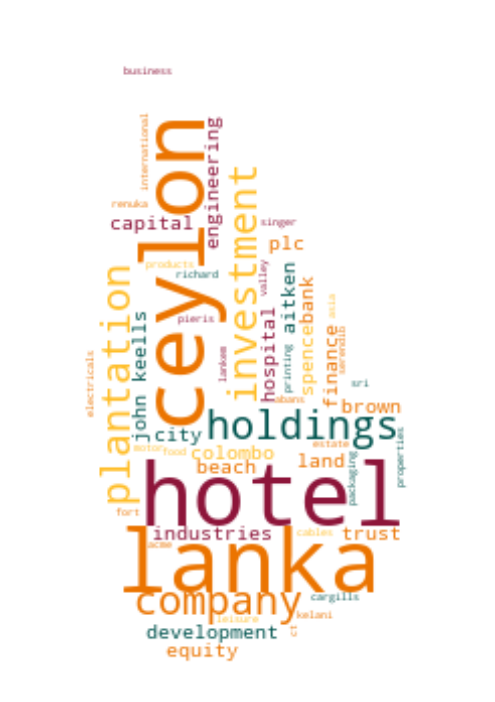 business
international
ceylon
engineering
renuka
capital
singer
investment
plc
products
richard
plantation
valley
aitken
spence
bank
asia
john keells
pieris
hospital
finance
serendib
lankem
printing
electricals
sri
abans
brown
holdings
city
motor
food
colombo
estate
properties
beach
land
packaging
hotel
fort
industries
cables
trust
acme
lanka
company
cargills
kelani
leisure
ct
development
equity